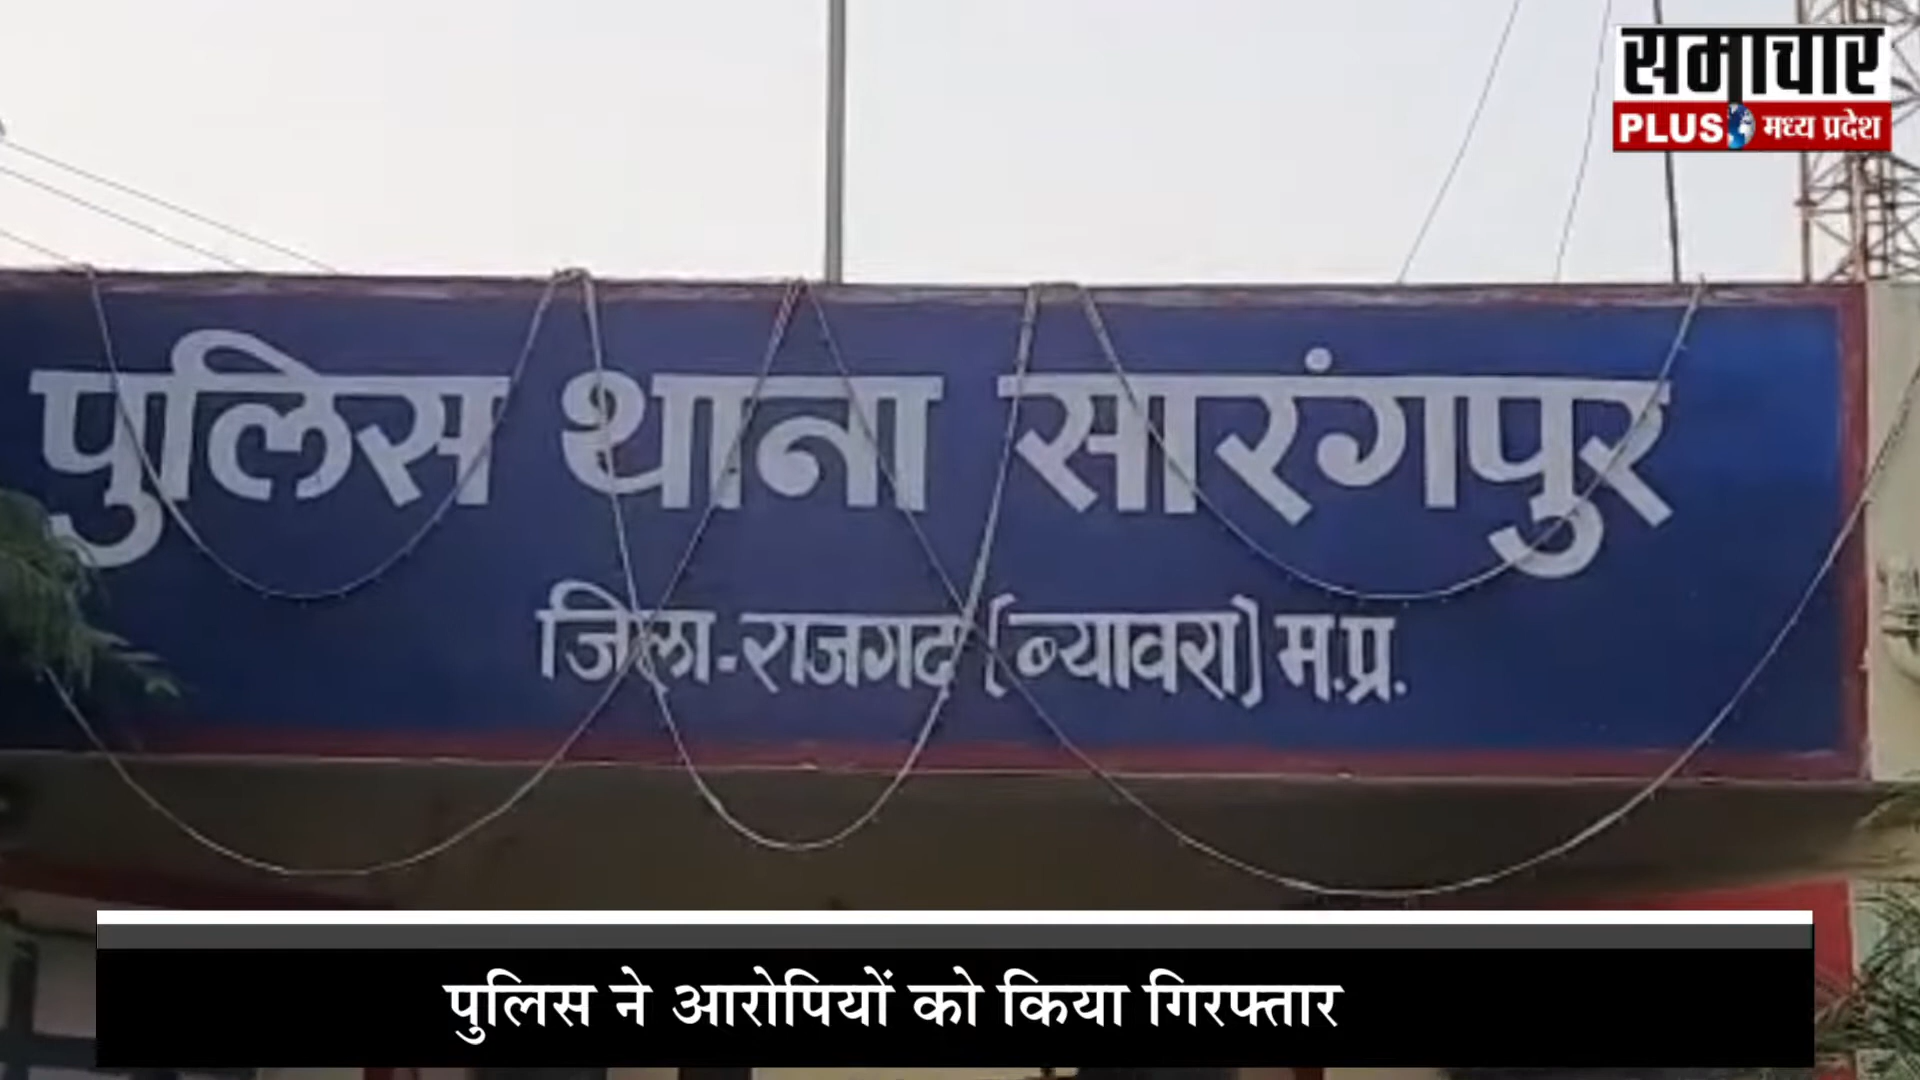 समाचार
PLUS मध्य प्रदेश
पुलिस थाना सारंगपुर
जिला-राजगढ (ब्यावरा) म.प्र.
पुलिस ने आरोपियों को किया गिरफ्तार